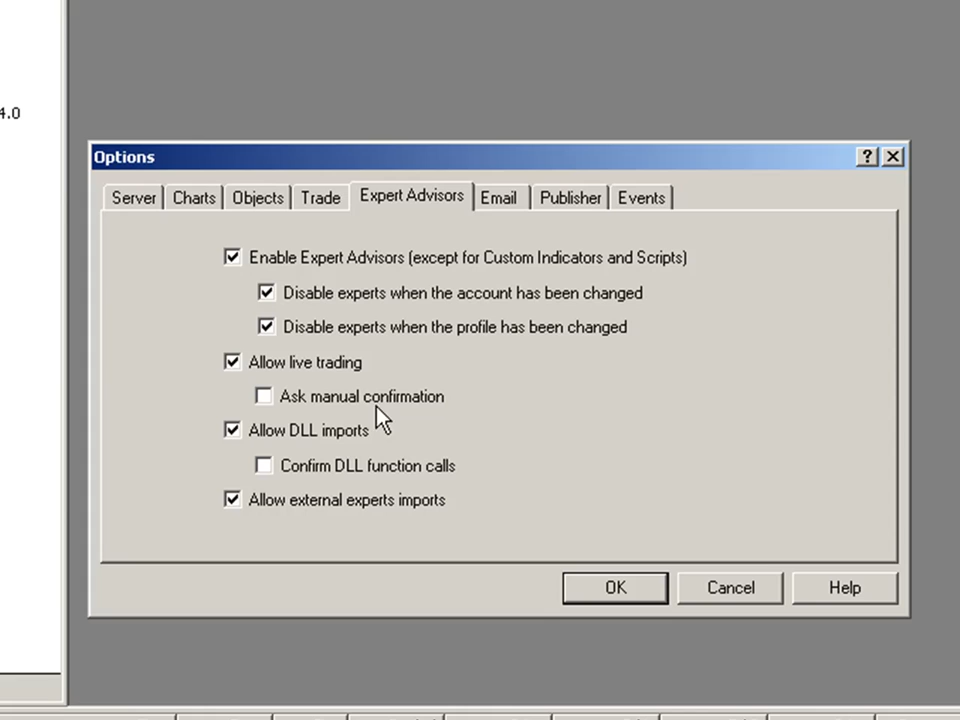 4.0
Options
Server Charts Objects Trade Expert Advisors Email Publisher Events
Enable Expert Advisors (except for Custom Indicators and Scripts)
Disable experts when the account has been changed
Disable experts when the profile has been changed
Allow live trading
Ask manual confirmation
Allow DLL imports
Confirm DLL function calls
Allow external experts imports
OK Cancel Help